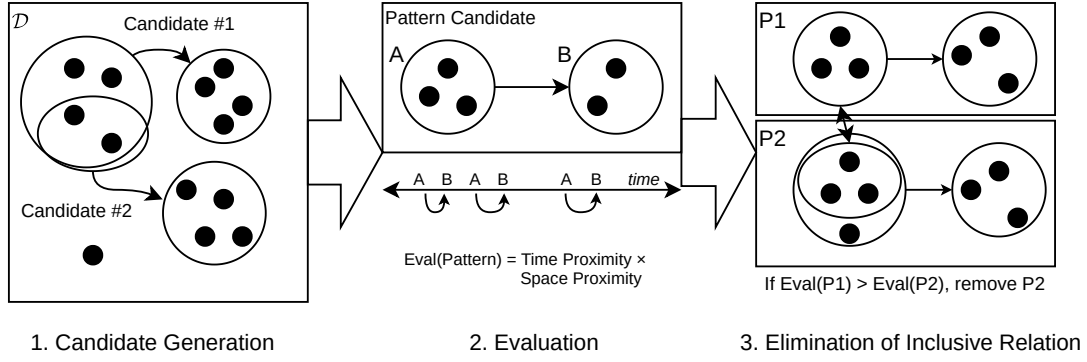 𝒟
Candidate #1
Candidate #2
1. Candidate Generation
Pattern Candidate
A
B
A B A B A B time
Eval(Pattern) = Time Proximity ×
Space Proximity
2. Evaluation
P1
P2
If Eval(P1) > Eval(P2), remove P2
3. Elimination of Inclusive Relation